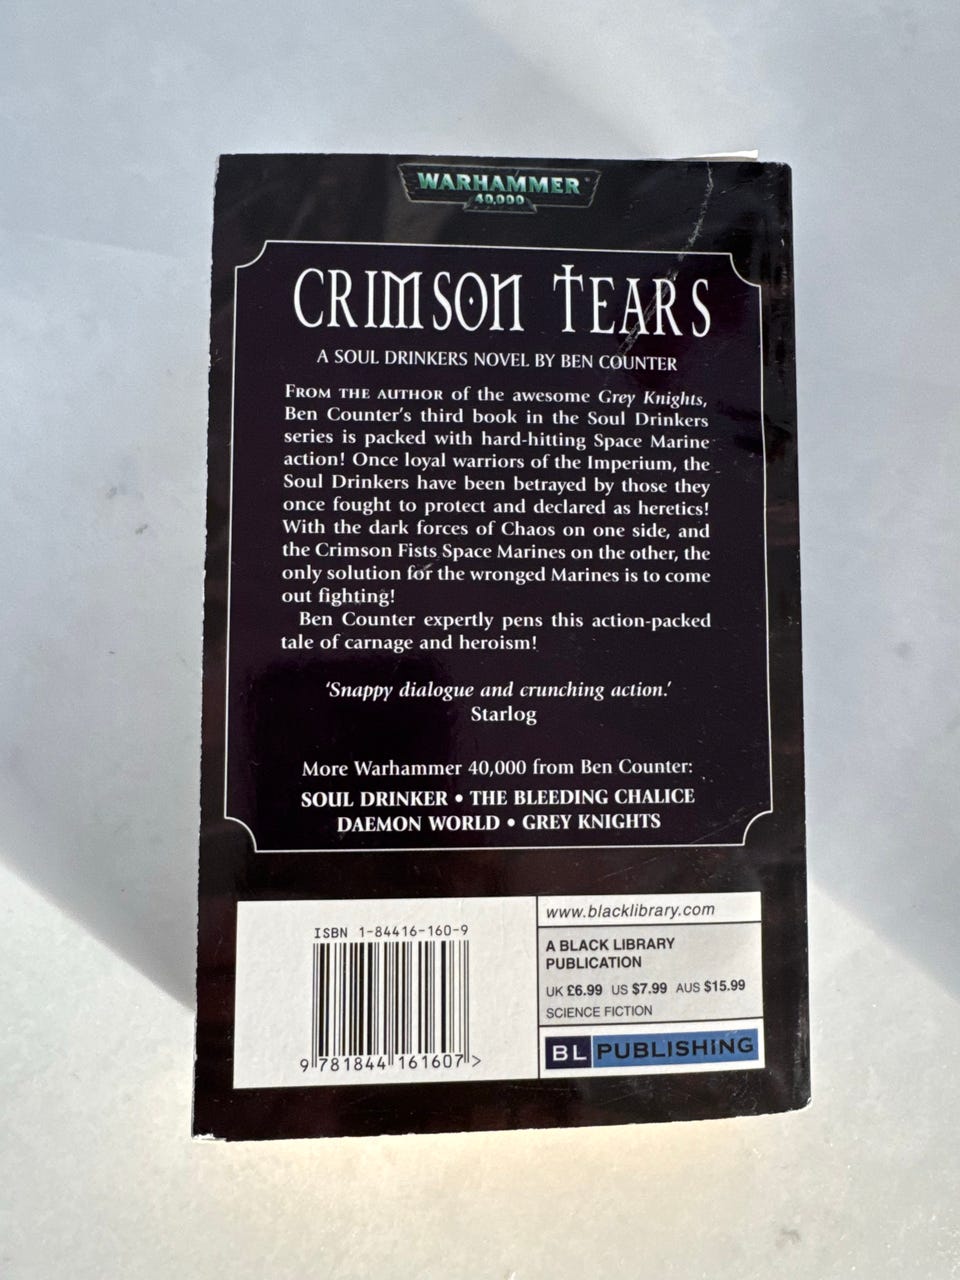 WARHAMMER
40,000
CRIMSON TEARS
A SOUL DRINKERS NOVEL BY BEN COUNTER
FROM THE AUTHOR of the awesome Grey Knights,
Ben Counter's third book in the Soul Drinkers
series is packed with hard-hitting Space Marine
action! Once loyal warriors of the Imperium, the
Soul Drinkers have been betrayed by those they
once fought to protect and declared as heretics!
With the dark forces of Chaos on one side, and
the Crimson Fists Space Marines on the other, the
only solution for the wronged Marines is to come
out fighting!
Ben Counter expertly pens this action-packed
tale of carnage and heroism!
'Snappy dialogue and crunching action.'
Starlog
More Warhammer 40,000 from Ben Counter:
SOUL DRINKER • THE BLEEDING CHALICE
DAEMON WORLD • GREY KNIGHTS
ISBN 1-84416-160-9
9 781844 161607 >
www.blacklibrary.com
A BLACK LIBRARY
PUBLICATION
UK £6.99 US $7.99 AUS $15.99
SCIENCE FICTION
BL PUBLISHING